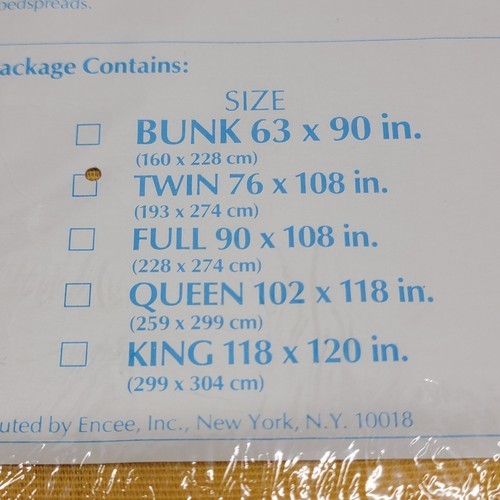 bedspreads.
ackage Contains:
SIZE
BUNK 63 x 90 in.
(160 x 228 cm)
TWIN 76 x 108 in.
(193 x 274 cm)
FULL 90 x 108 in.
(228 x 274 cm)
QUEEN 102 x 118 in.
(259 x 299 cm)
KING 118 x 120 in.
(299 x 304 cm)
uted by Encee, Inc., New York, N.Y. 10018